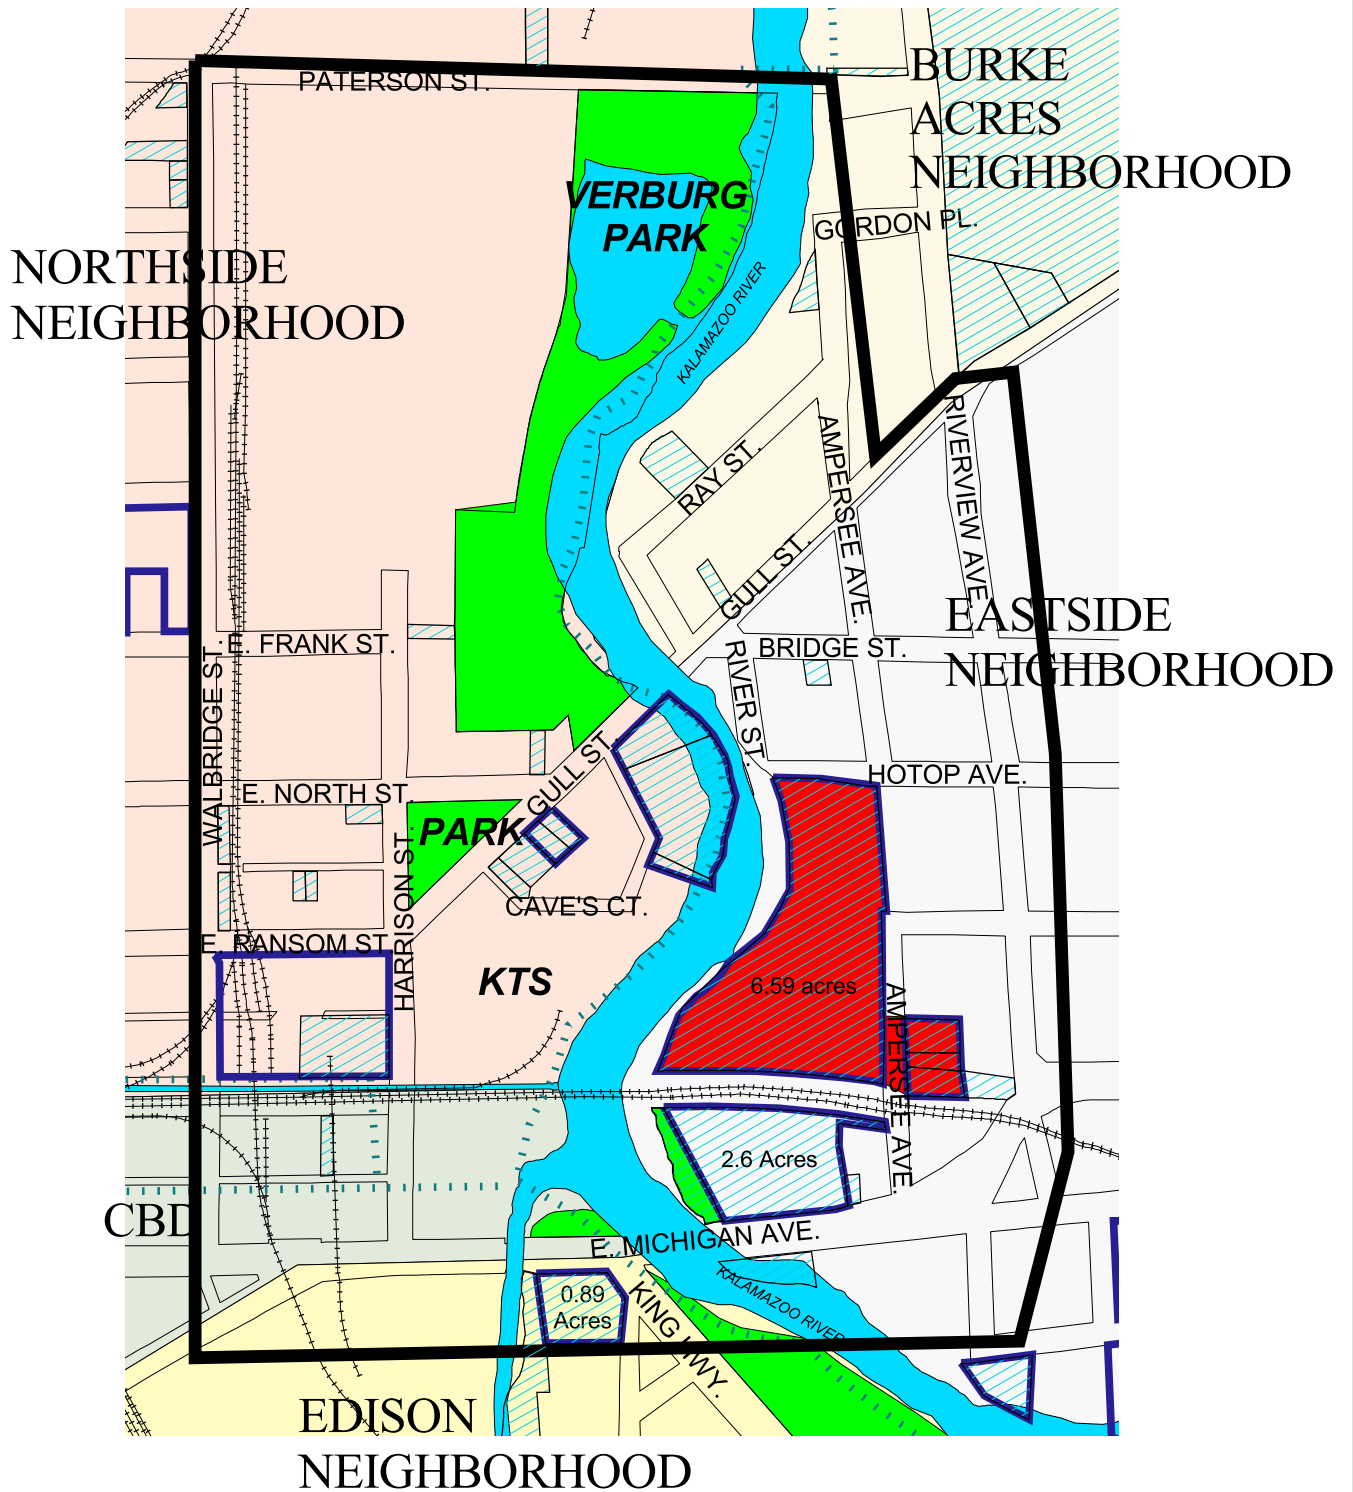 BURKE
ACRES
NEIGHBORHOOD
PATERSON ST.
VERBURG
PARK
GORDON PL.
NORTHSIDE
NEIGHBORHOOD
KALAMAZOO RIVER
RAY ST.
AMPERSEE AVE.
RIVERVIEW AVE.
GULL ST.
EASTSIDE
NEIGHBORHOOD
E. FRANK ST.
BRIDGE ST.
WALBRIDGE ST.
RIVER ST.
GULL ST.
HOTOP AVE.
E. NORTH ST.
PARK
HARRISON ST.
CAVE'S CT.
E. RANSOM ST.
KTS
6.59 acres
AMPERSEE AVE.
2.6 Acres
CBD
E. MICHIGAN AVE.
KALAMAZOO RIVER
0.89
Acres
KING HWY.
EDISON
NEIGHBORHOOD